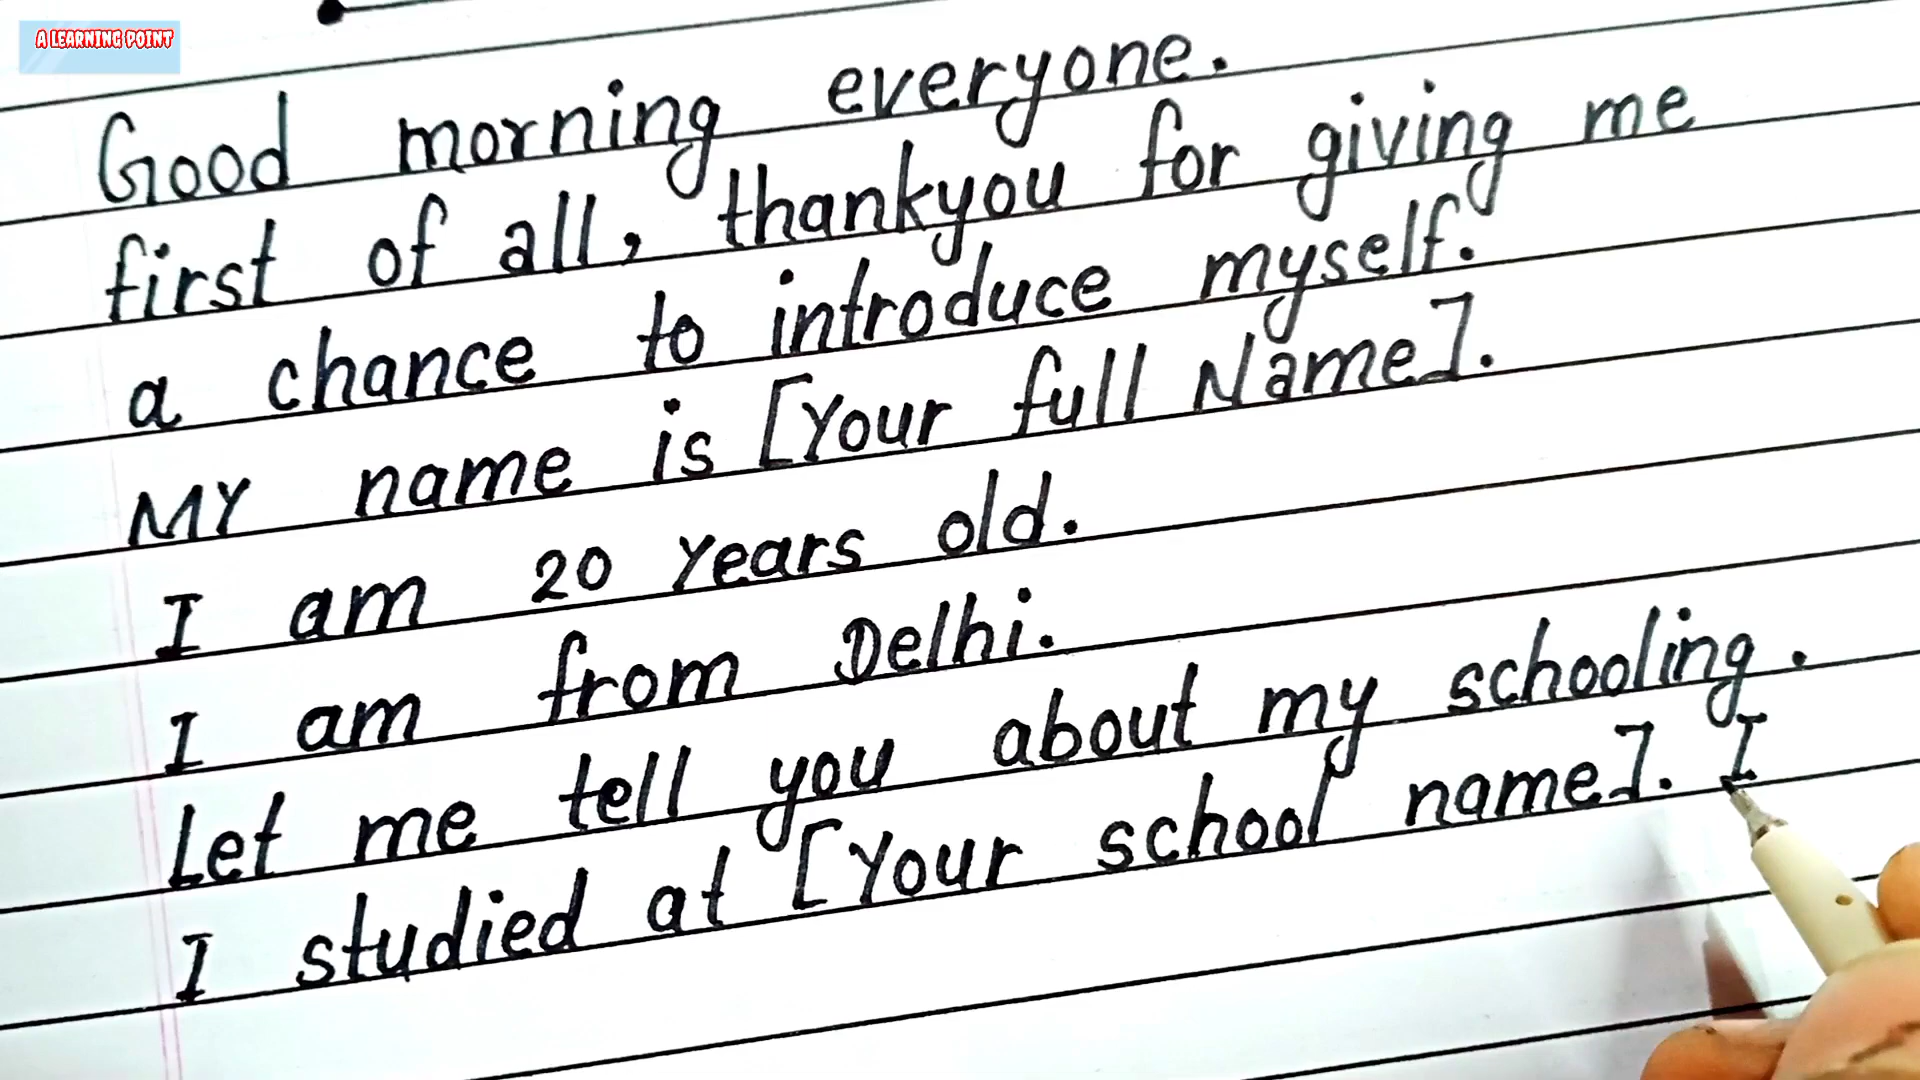 A LEARNING POINT
Good morning everyone.
first of all, thankyou for giving me
a chance to introduce myself.
MY name is [Your full Name].
I am 20 Years old.
I am from Delhi.
Let me tell you about my schooling.
I studied at [Your school name]. I